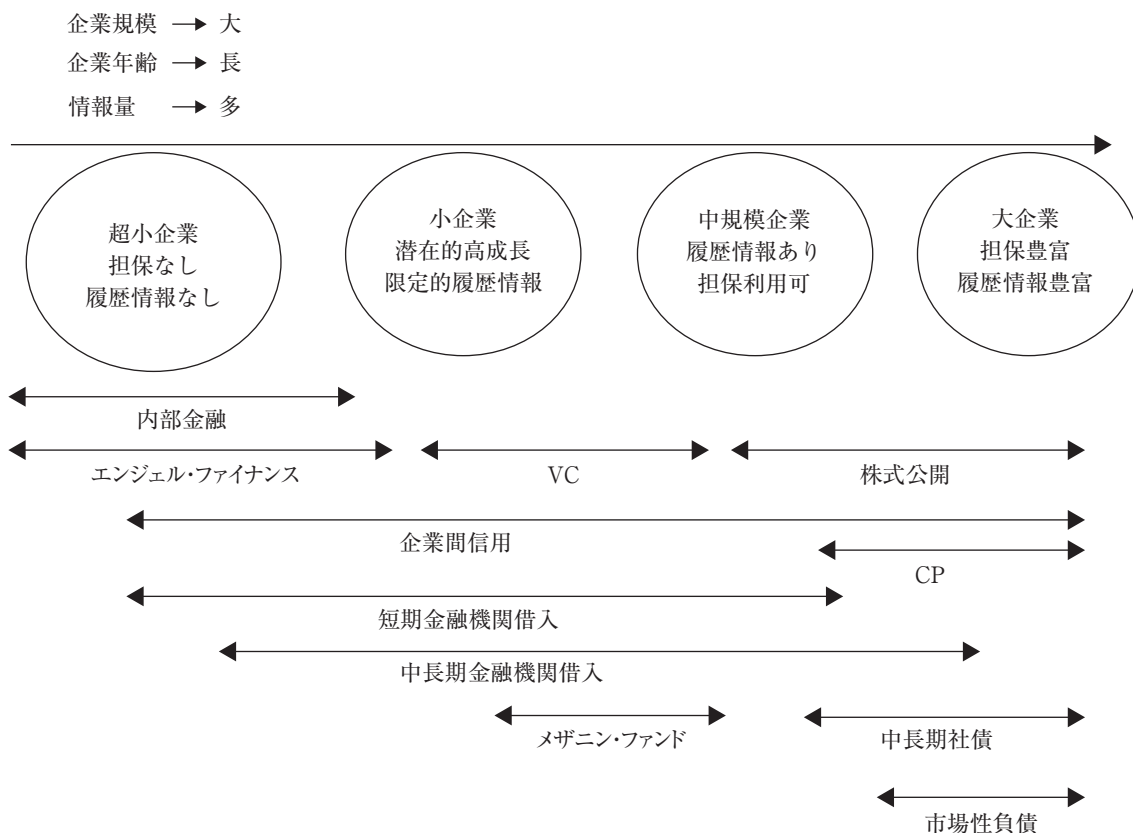 企業規模 → 大
企業年齢 → 長
情報量 → 多
超小企業
担保なし
履歴情報なし
小企業
潜在的高成長
限定的履歴情報
中規模企業
履歴情報あり
担保利用可
大企業
担保豊富
履歴情報豊富
内部金融
エンジェル・ファイナンス
VC
株式公開
企業間信用
CP
短期金融機関借入
中長期金融機関借入
メザニン・ファンド
中長期社債
市場性負債